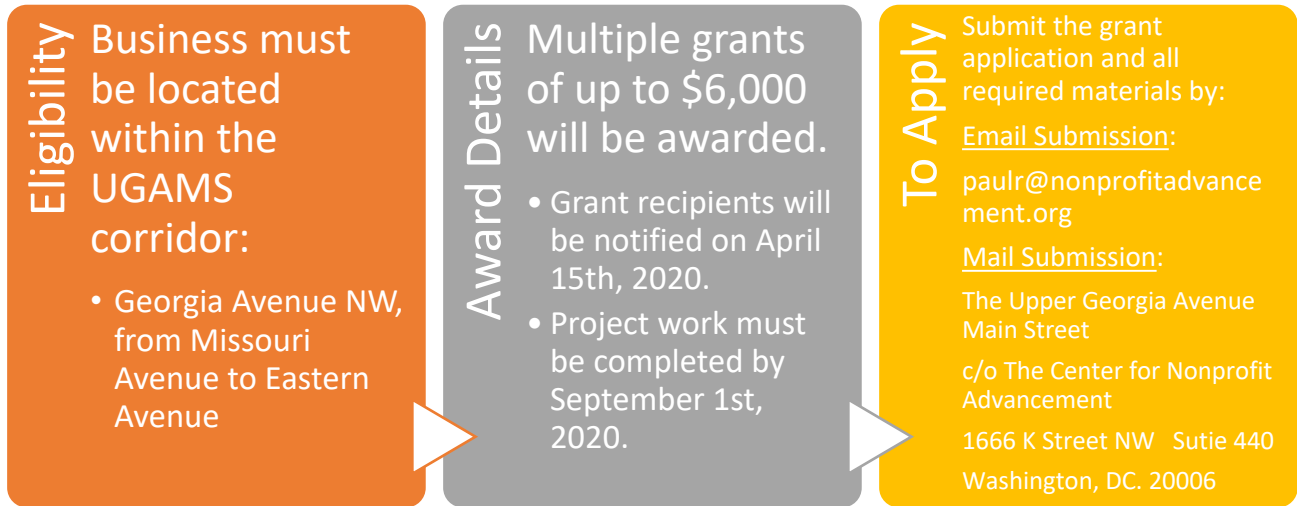 Eligibility
Business must
be located
within the
UGAMS
corridor:
• Georgia Avenue NW,
from Missouri
Avenue to Eastern
Avenue
Award Details
Multiple grants
of up to $6,000
will be awarded.
• Grant recipients will
be notified on April
15th, 2020.
• Project work must
be completed by
September 1st,
2020.
To Apply
Submit the grant
application and all
required materials by:
Email Submission:
paulr@nonprofitadvance
ment.org
Mail Submission:
The Upper Georgia Avenue
Main Street
c/o The Center for Nonprofit
Advancement
1666 K Street NW   Sutie 440
Washington, DC. 20006